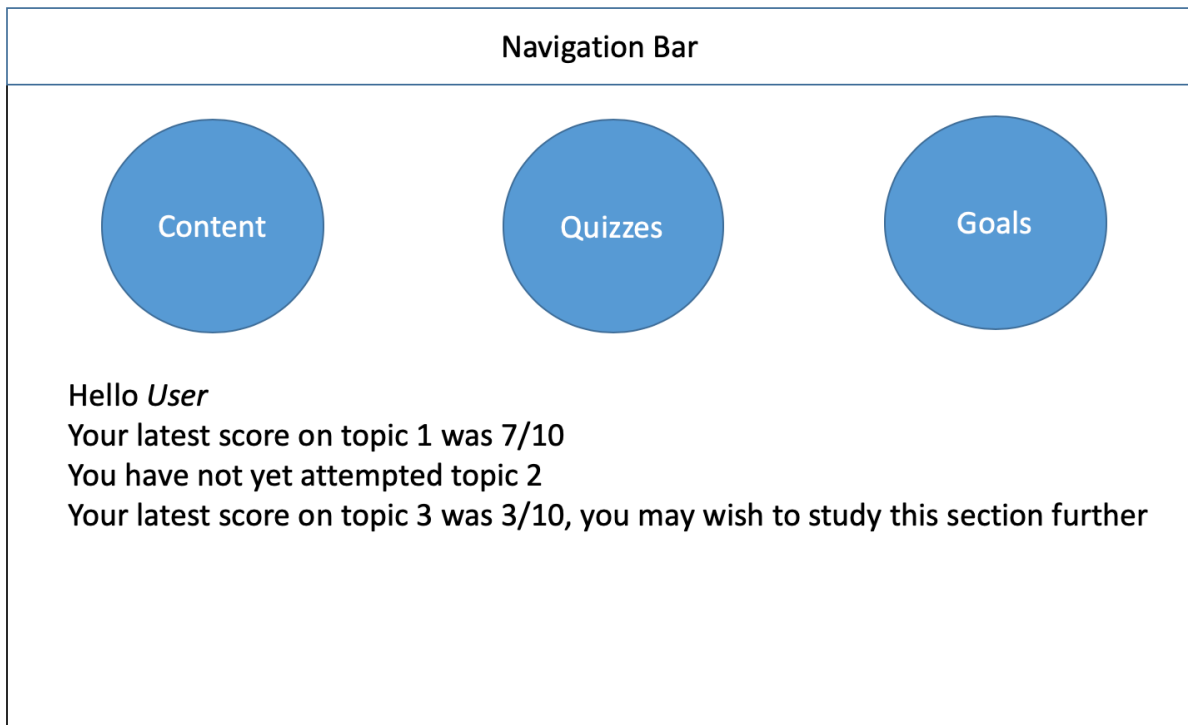 Navigation Bar
Content
Quizzes
Goals
Hello User
Your latest score on topic 1 was 7/10
You have not yet attempted topic 2
Your latest score on topic 3 was 3/10, you may wish to study this section further